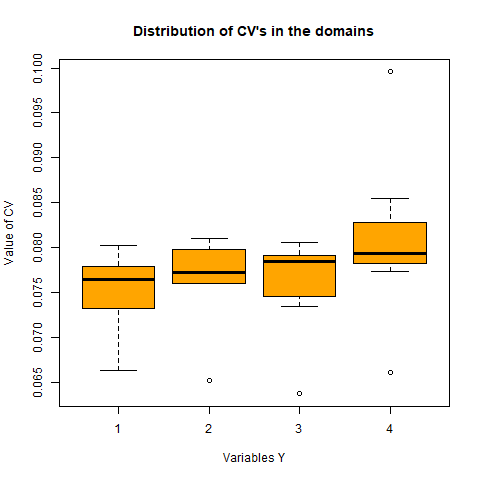 Distribution of CV's in the domains
Value of CV
0.100
0.095
0.090
0.085
0.080
0.075
0.070
0.065
1 2 3 4
Variables Y